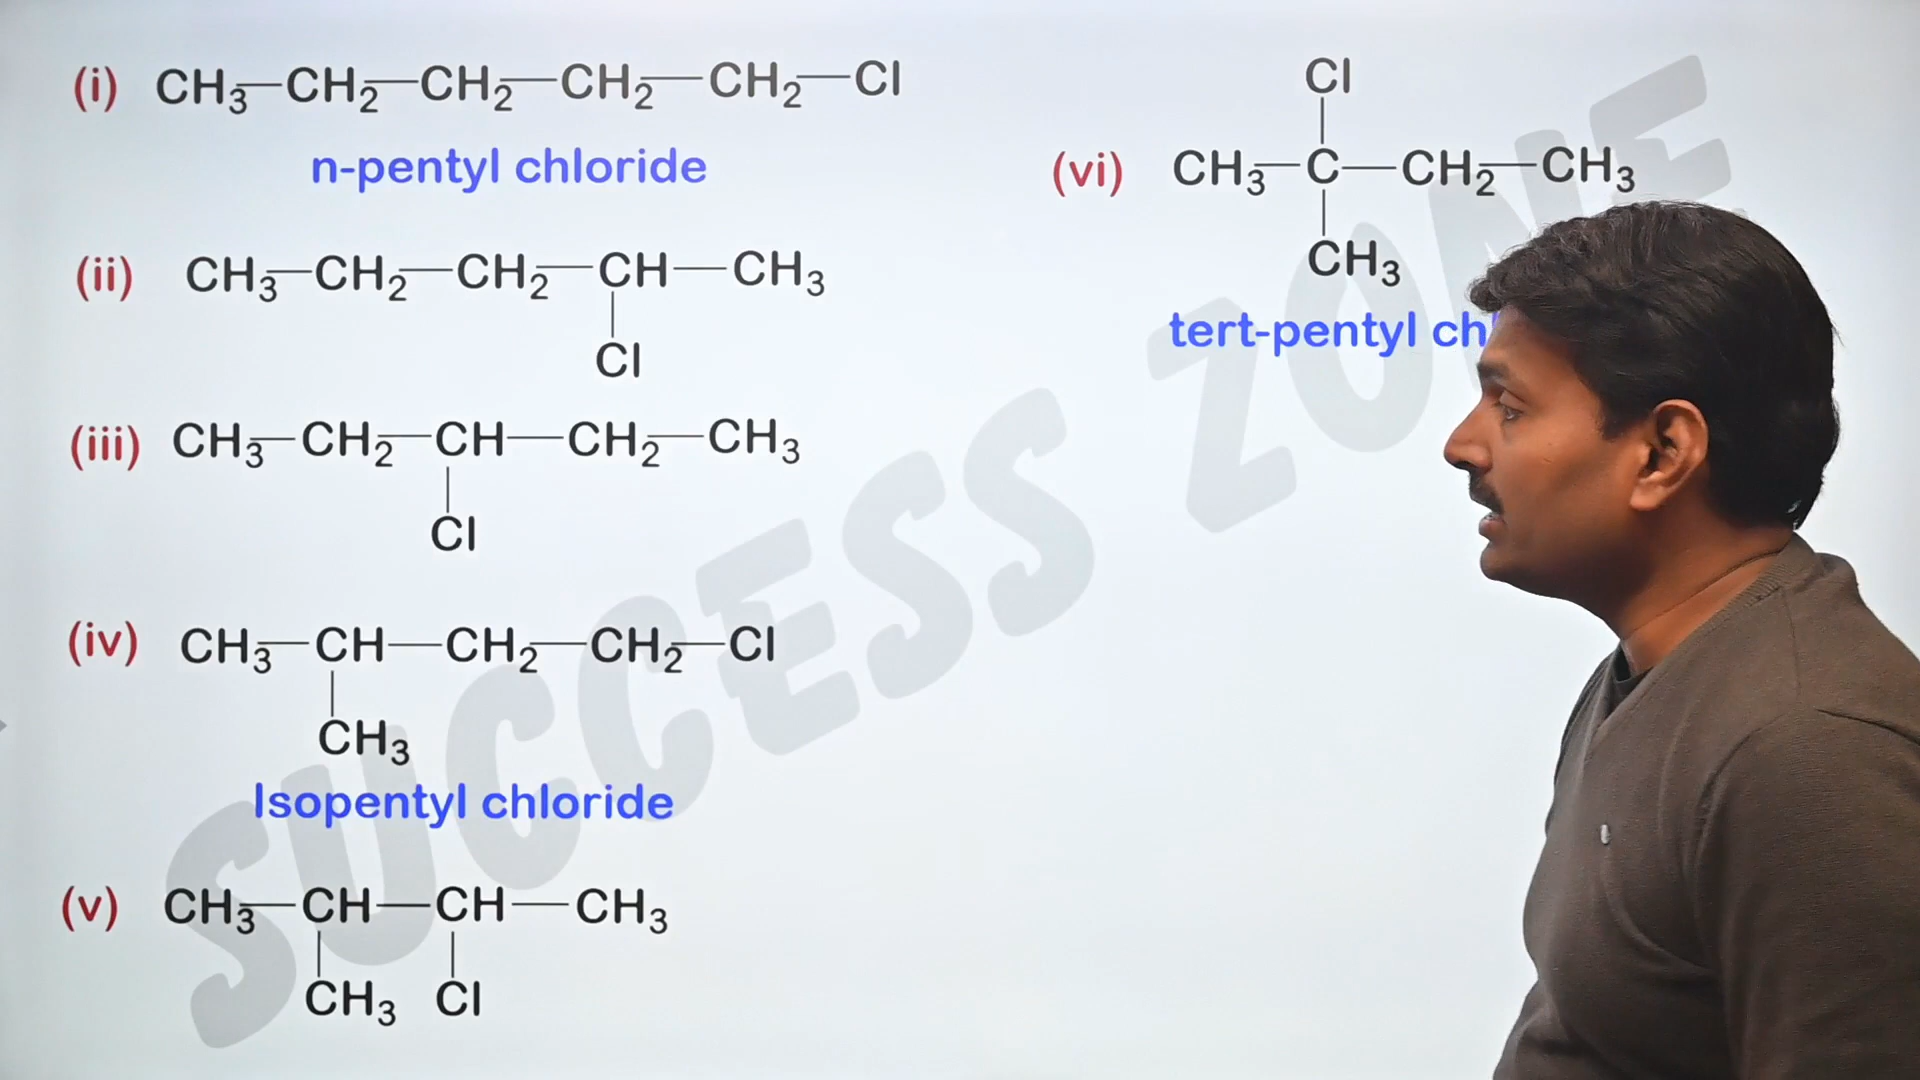 (i) CH3—CH2—CH2—CH2—CH2—Cl
n-pentyl chloride
(ii) CH3—CH2—CH2—CH—CH3
Cl
(iii) CH3—CH2—CH—CH2—CH3
Cl
(iv) CH3—CH—CH2—CH2—Cl
CH3
Isopentyl chloride
(v) CH3—CH—CH—CH3
CH3 Cl
Cl
(vi) CH3—C—CH2—CH3
CH3
tert-pentyl
SUCCESS ZONE